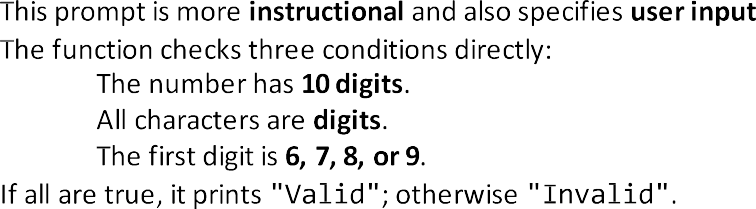 This prompt is more instructional and also specifies user input
The function checks three conditions directly:
The number has 10 digits.
All characters are digits.
The first digit is 6, 7, 8, or 9.
If all are true, it prints "Valid"; otherwise "Invalid".